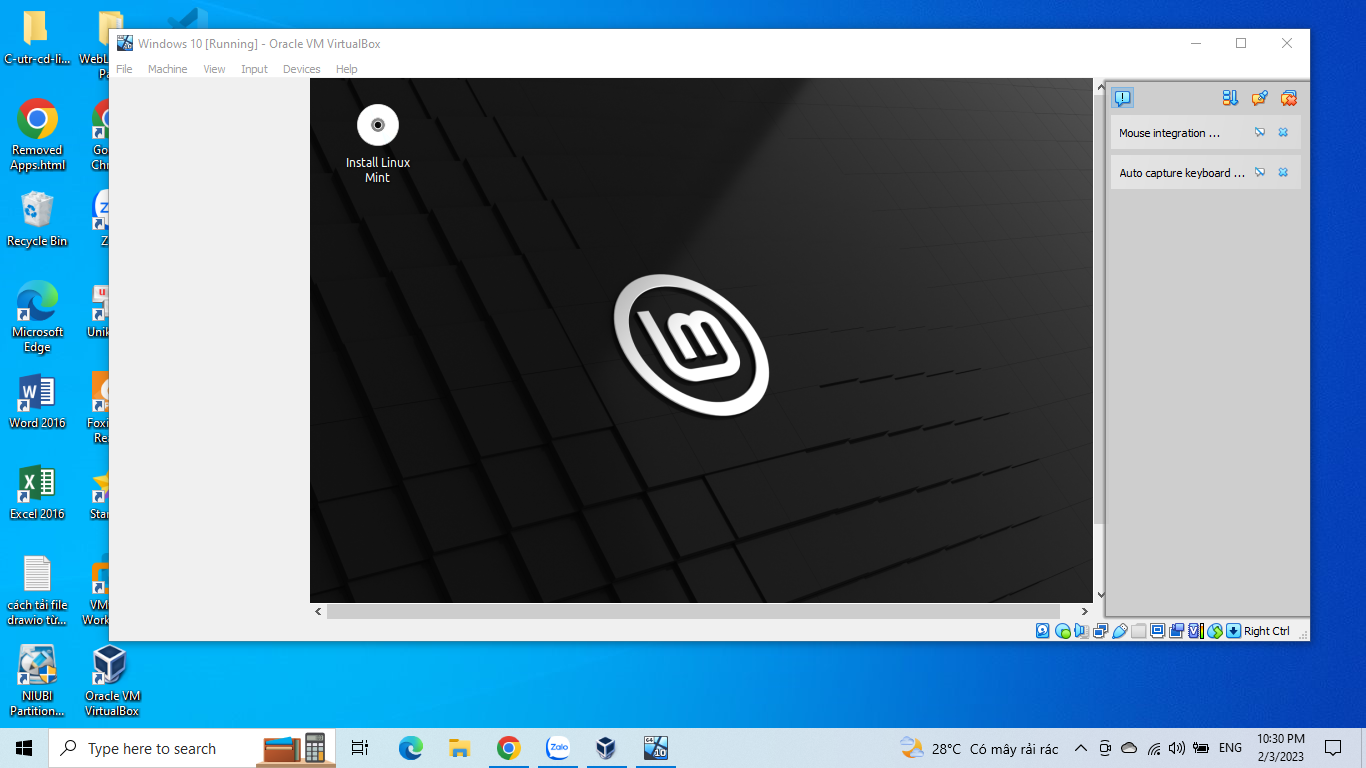 Windows 10 [Running] - Oracle VM VirtualBox
File Machine View Input Devices Help
Install Linux
Mint
Mouse integration ...
Auto capture keyboard ...
Right Ctrl
C-utr-cd-li...
WebL
Pa
Removed
Apps.html
Go
Chr
Recycle Bin
Z
Microsoft
Edge
Unik
Word 2016
Foxi
Re
Excel 2016
Star
cách tải file
drawio từ...
VM
Work
NIUBI
Partition...
Oracle VM
VirtualBox
Type here to search
Zalo
64
10
28°C Có mây rải rác
ENG
10:30 PM
2/3/2023